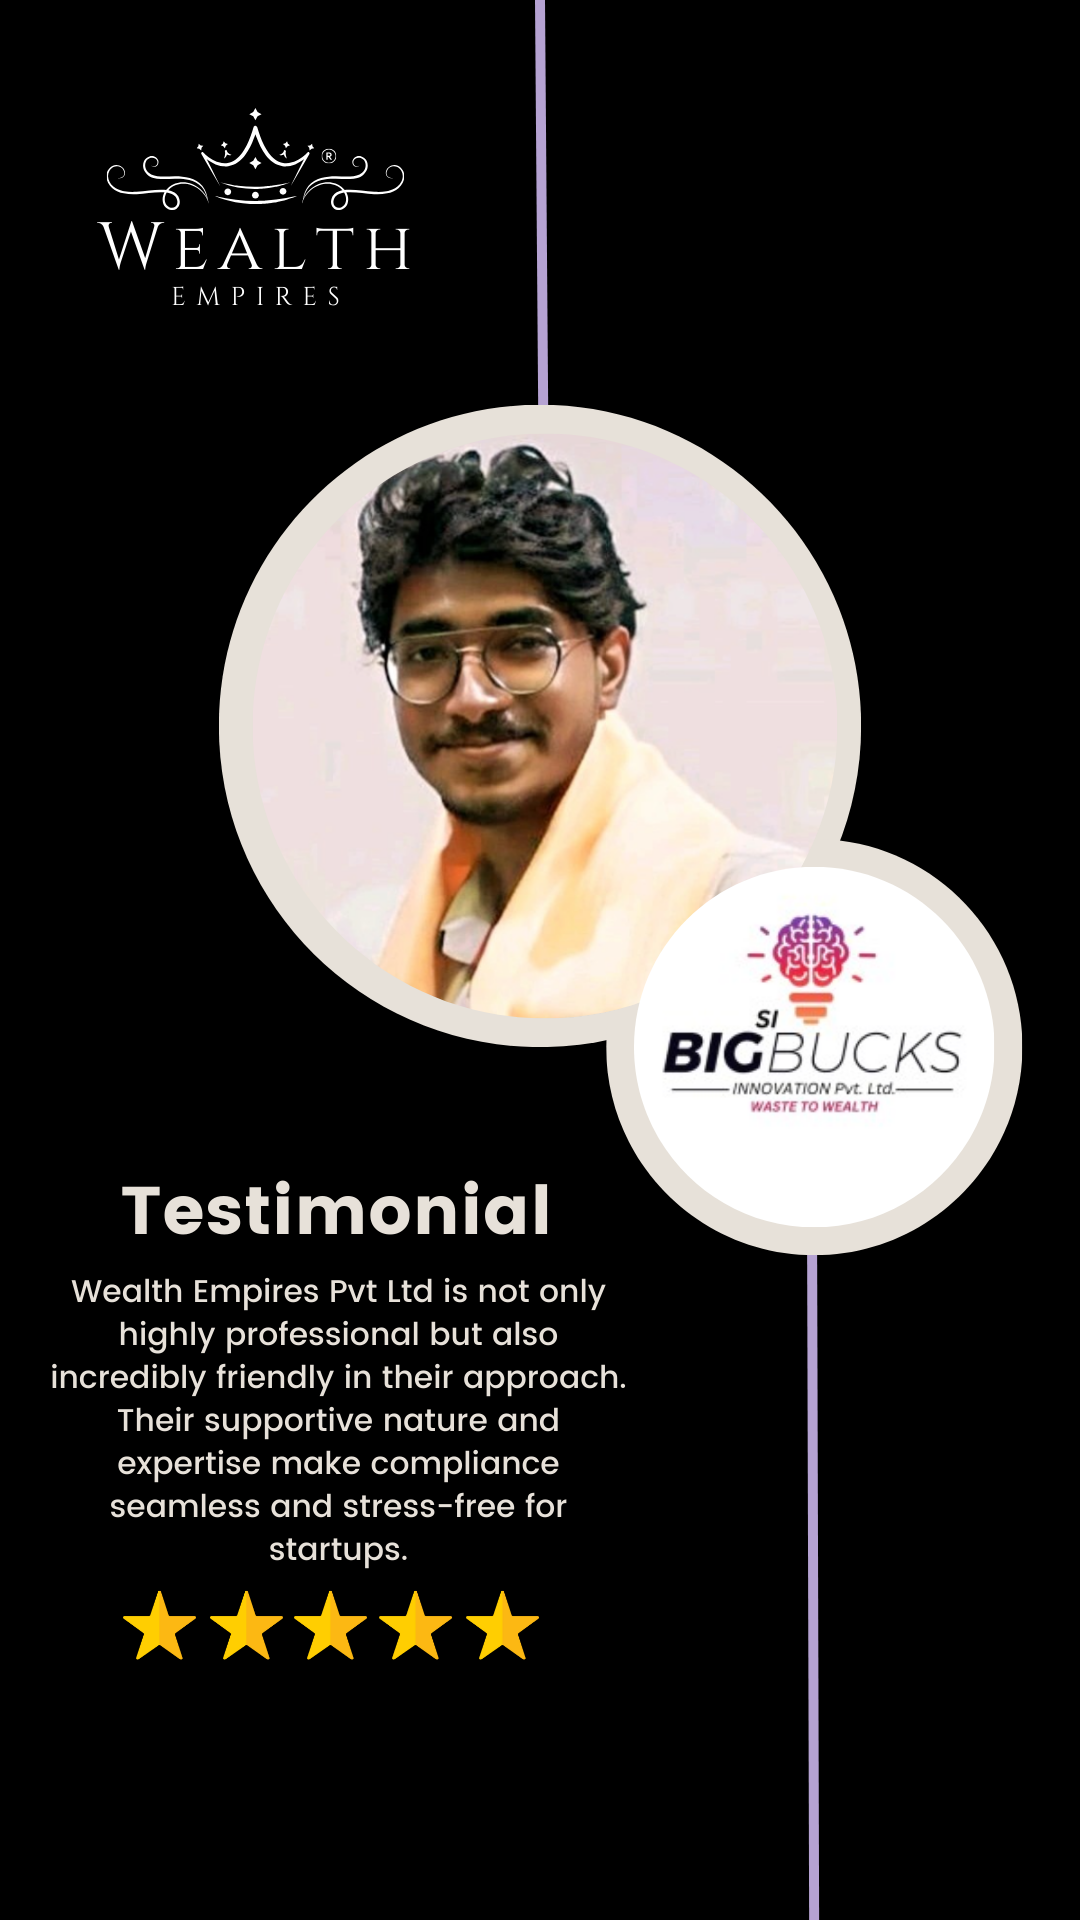 ®
WEALTH
EMPIRES
SI
BIGBUCKS
INNOVATION Pvt. Ltd.
WASTE TO WEALTH
Testimonial
Wealth Empires Pvt Ltd is not only
highly professional but also
incredibly friendly in their approach.
Their supportive nature and
expertise make compliance
seamless and stress-free for
startups.